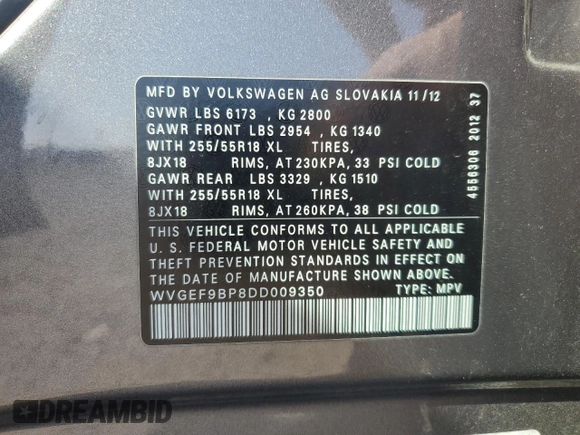 MFD BY VOLKSWAGEN AG SLOVAKIA 11/12
GVWR LBS 6173 , KG 2800
GAWR FRONT LBS 2954 , KG 1340
WITH 255/55R18 XL TIRES,
8JX18 RIMS, AT 230KPA, 33 PSI COLD
GAWR REAR LBS 3329 , KG 1510
WITH 255/55R18 XL TIRES,
8JX18 RIMS, AT 260KPA, 38 PSI COLD
THIS VEHICLE CONFORMS TO ALL APPLICABLE
U. S. FEDERAL MOTOR VEHICLE SAFETY AND
THEFT PREVENTION STANDARDS IN EFFECT ON
THE DATE OF MANUFACTURE SHOWN ABOVE
WVGEF9BP8DD009350 TYPE: MPV
4556306 2012 37
DREAMBID